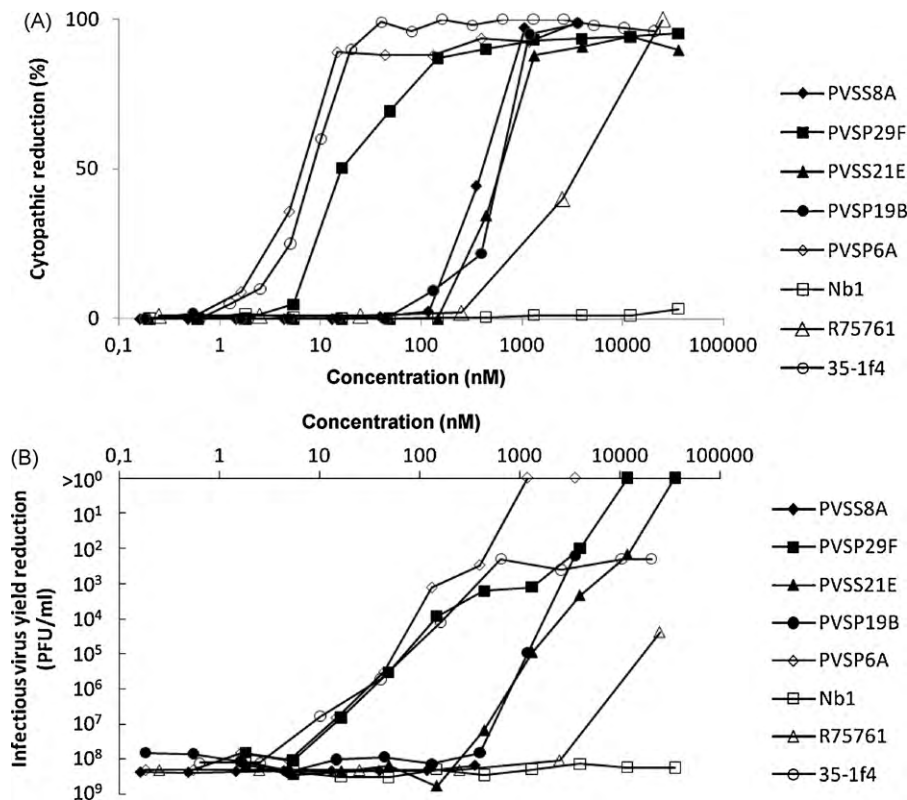 (A)
100
50
0
Cytopathic reduction (%)
0,1 1 10 100 1000 10000 100000
Concentration (nM)
PVSS8A
PVSP29F
PVSS21E
PVSP19B
PVSP6A
Nb1
R75761
35-1f4
(B)
Concentration (nM)
0,1 1 10 100 1000 10000 100000
>10⁰
10¹
10²
10³
10⁴
10⁵
10⁶
10⁷
10⁸
10⁹
Infectious virus yield reduction
(PFU/ml)
PVSS8A
PVSP29F
PVSS21E
PVSP19B
PVSP6A
Nb1
R75761
35-1f4